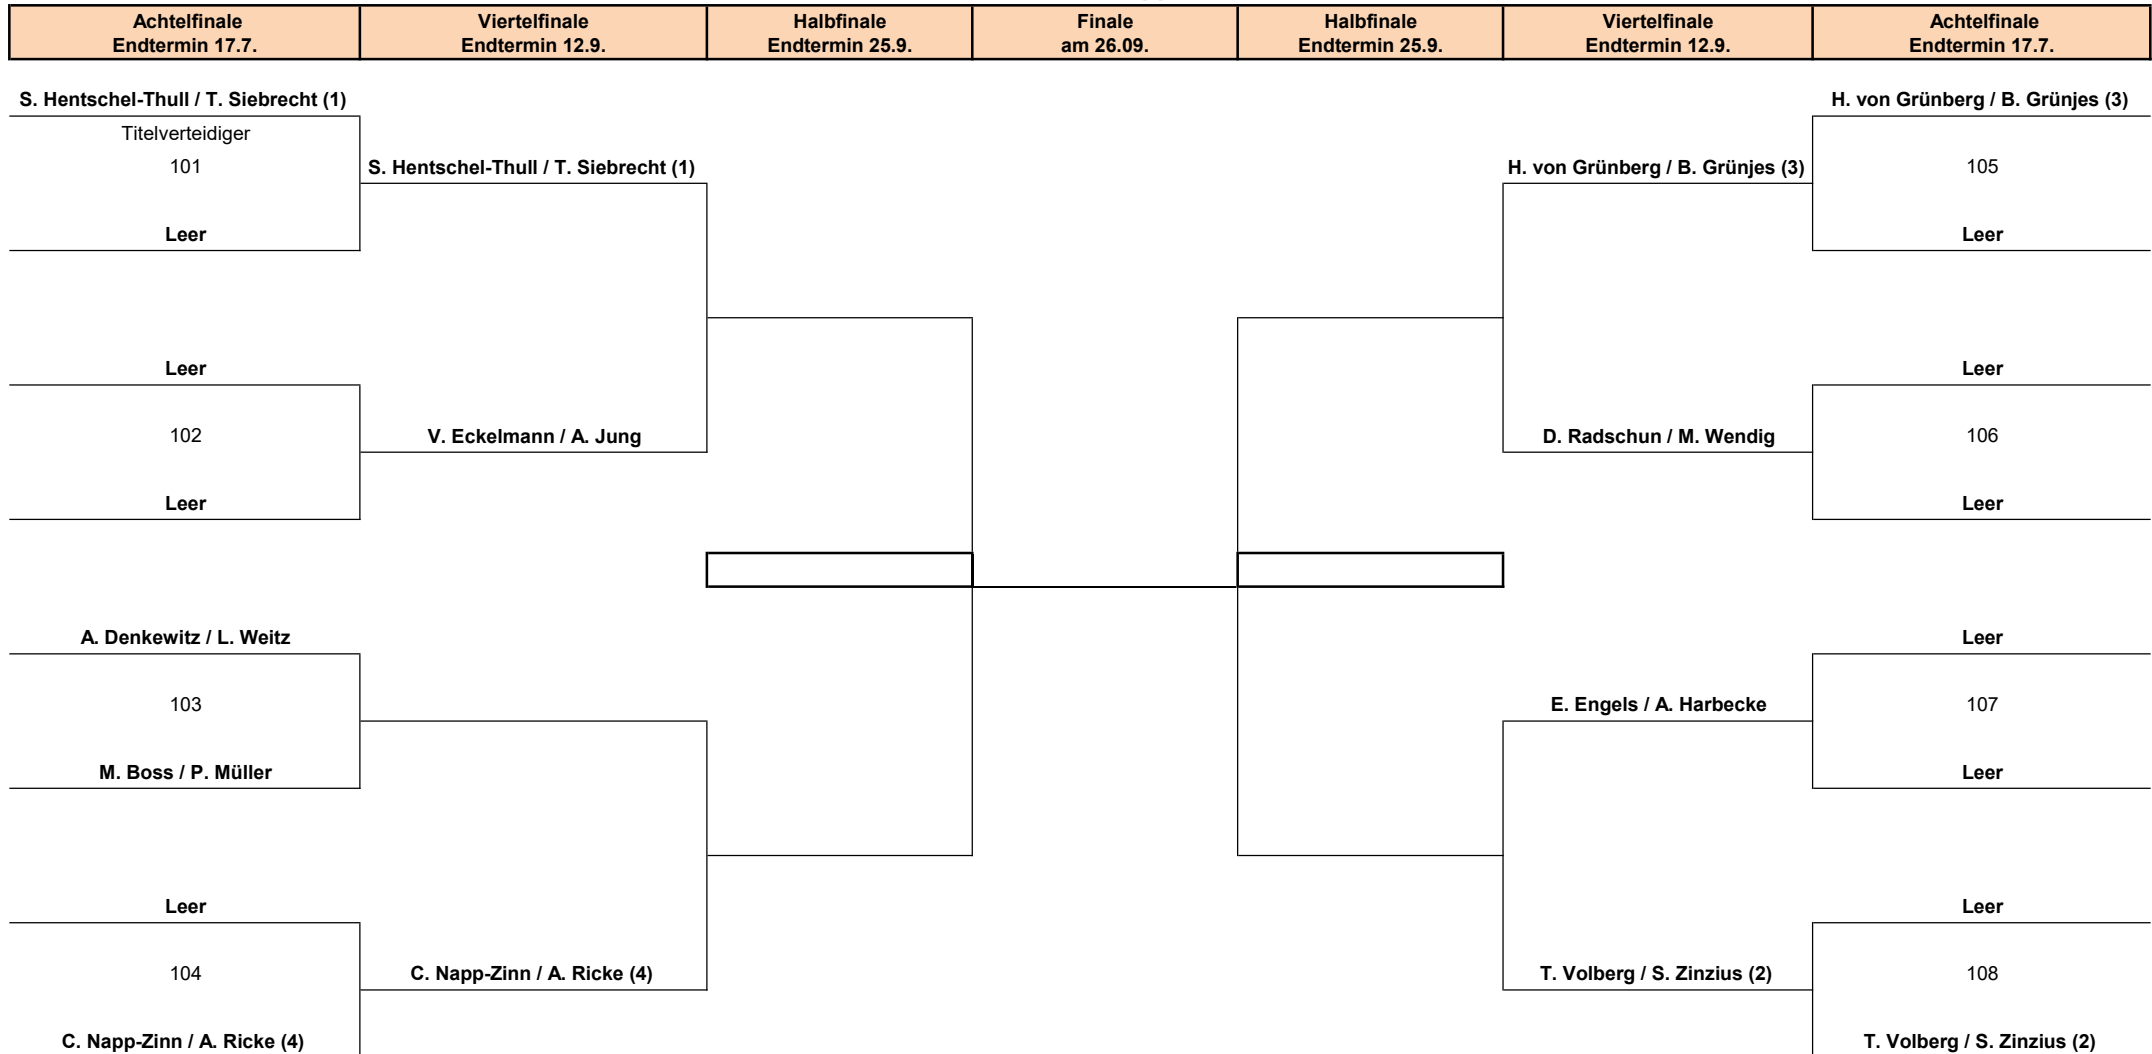 Achtelfinale
Endtermin 17.7.
Viertelfinale
Endtermin 12.9.
Halbfinale
Endtermin 25.9.
Finale
am 26.09.
Halbfinale
Endtermin 25.9.
Viertelfinale
Endtermin 12.9.
Achtelfinale
Endtermin 17.7.
S. Hentschel-Thull / T. Siebrecht (1)
Titelverteidiger
101
Leer
Leer
102
Leer
A. Denkewitz / L. Weitz
103
M. Boss / P. Müller
Leer
104
C. Napp-Zinn / A. Ricke (4)
S. Hentschel-Thull / T. Siebrecht (1)
V. Eckelmann / A. Jung
C. Napp-Zinn / A. Ricke (4)
H. von Grünberg / B. Grünjes (3)
D. Radschun / M. Wendig
E. Engels / A. Harbecke
T. Volberg / S. Zinzius (2)
H. von Grünberg / B. Grünjes (3)
105
Leer
Leer
106
Leer
Leer
107
Leer
Leer
108
T. Volberg / S. Zinzius (2)